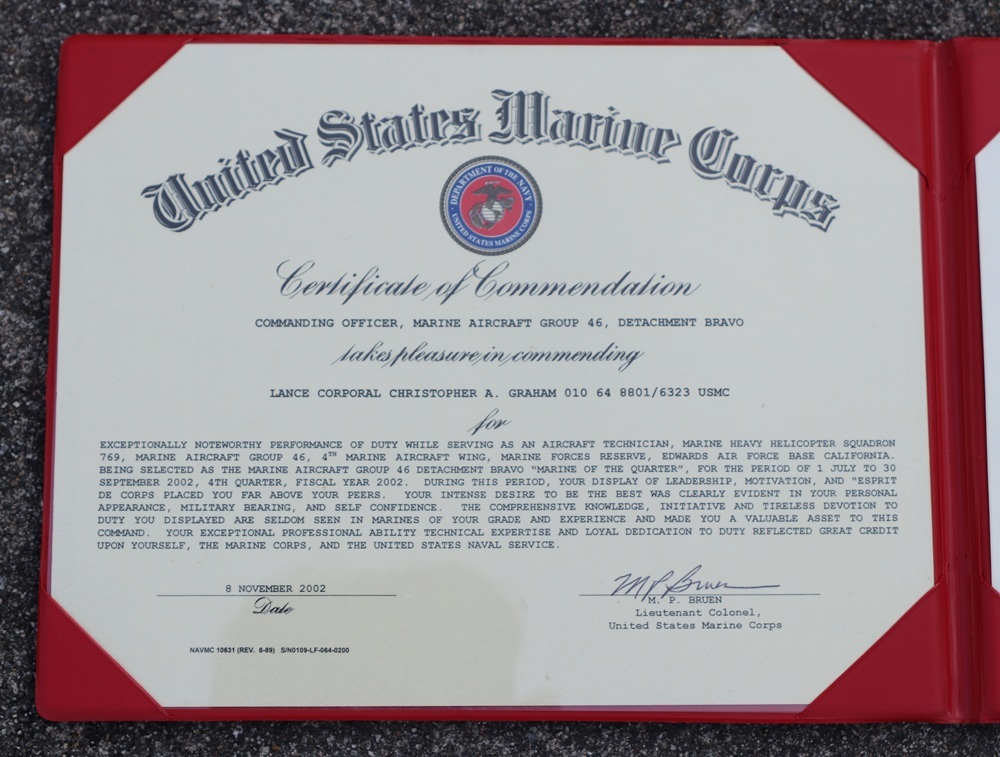 United States Marine Corps
DEPARTMENT OF THE NAVY
UNITED STATES MARINE CORPS
Certificate of Commendation
COMMANDING OFFICER, MARINE AIRCRAFT GROUP 46, DETACHMENT BRAVO
takes pleasure in commending
LANCE CORPORAL CHRISTOPHER A. GRAHAM 010 64 8801/6323 USMC
for
EXCEPTIONALLY NOTEWORTHY PERFORMANCE OF DUTY WHILE SERVING AS AN AIRCRAFT TECHNICIAN, MARINE HEAVY HELICOPTER SQUADRON
769, MARINE AIRCRAFT GROUP 46, 4TH MARINE AIRCRAFT WING, MARINE FORCES RESERVE, EDWARDS AIR FORCE BASE CALIFORNIA.
BEING SELECTED AS THE MARINE AIRCRAFT GROUP 46 DETACHMENT BRAVO "MARINE OF THE QUARTER", FOR THE PERIOD OF 1 JULY TO 30
SEPTEMBER 2002, 4TH QUARTER, FISCAL YEAR 2002. DURING THIS PERIOD, YOUR DISPLAY OF LEADERSHIP, MOTIVATION, AND "ESPRIT
DE CORPS PLACED YOU FAR ABOVE YOUR PEERS. YOUR INTENSE DESIRE TO BE THE BEST WAS CLEARLY EVIDENT IN YOUR PERSONAL
APPEARANCE, MILITARY BEARING, AND SELF CONFIDENCE. THE COMPREHENSIVE KNOWLEDGE, INITIATIVE AND TIRELESS DEVOTION TO
DUTY YOU DISPLAYED ARE SELDOM SEEN IN MARINES OF YOUR GRADE AND EXPERIENCE AND MADE YOU A VALUABLE ASSET TO THIS
COMMAND. YOUR EXCEPTIONAL PROFESSIONAL ABILITY TECHNICAL EXPERTISE AND LOYAL DEDICATION TO DUTY REFLECTED GREAT CREDIT
UPON YOURSELF, THE MARINE CORPS, AND THE UNITED STATES NAVAL SERVICE.
8 NOVEMBER 2002
Date
MP Bruen
M. P. BRUEN
Lieutenant Colonel,
United States Marine Corps
NAVMC 10631 (REV. 8-89) S/N0109-LF-064-0200